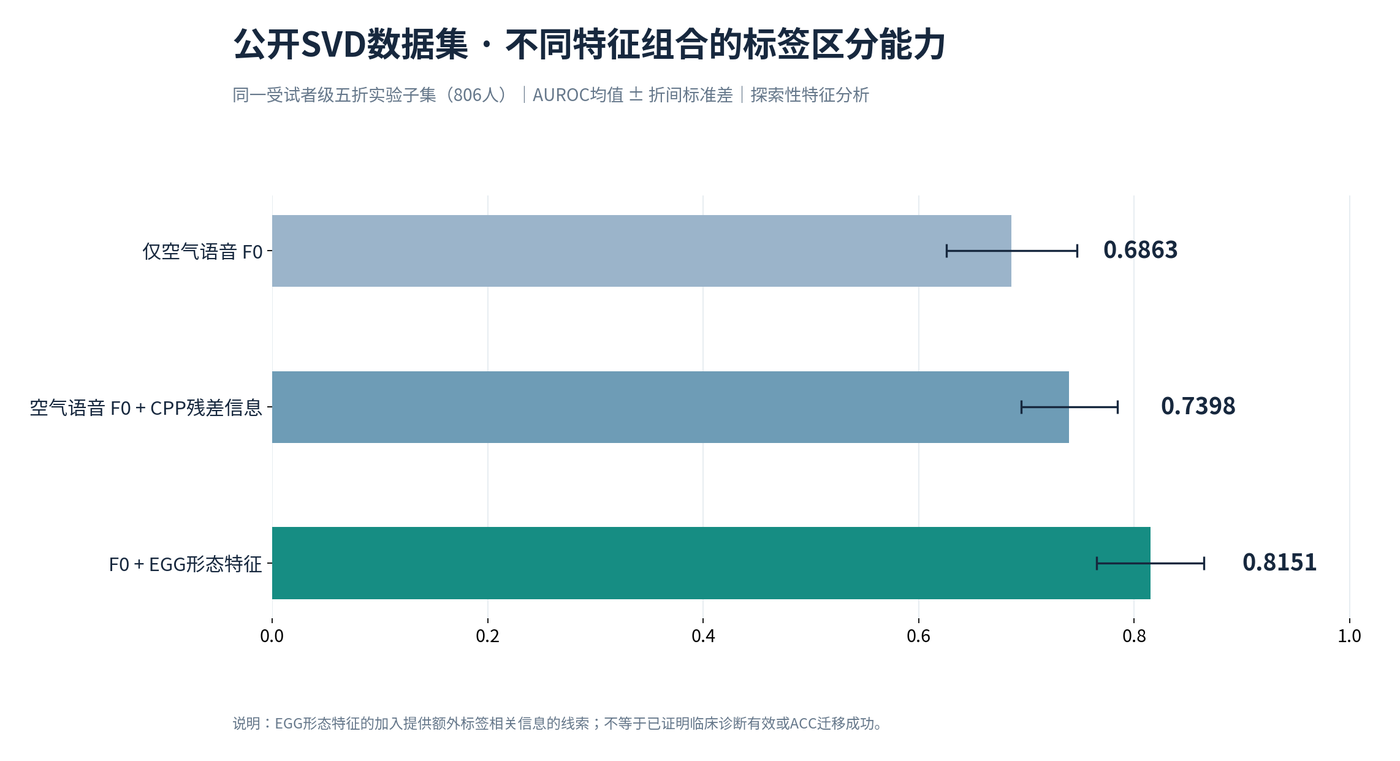 公开SVD数据集 · 不同特征组合的标签区分能力
同一受试者级五折实验子集（806人）｜AUROC均值 ± 折间标准差｜探索性特征分析
仅空气语音 F0
0.6863
空气语音 F0 + CPP残差信息
0.7398
F0 + EGG形态特征
0.8151
0.0 0.2 0.4 0.6 0.8 1.0
说明：EGG形态特征的加入提供额外标签相关信息的线索；不等于已证明临床诊断有效或ACC迁移成功。